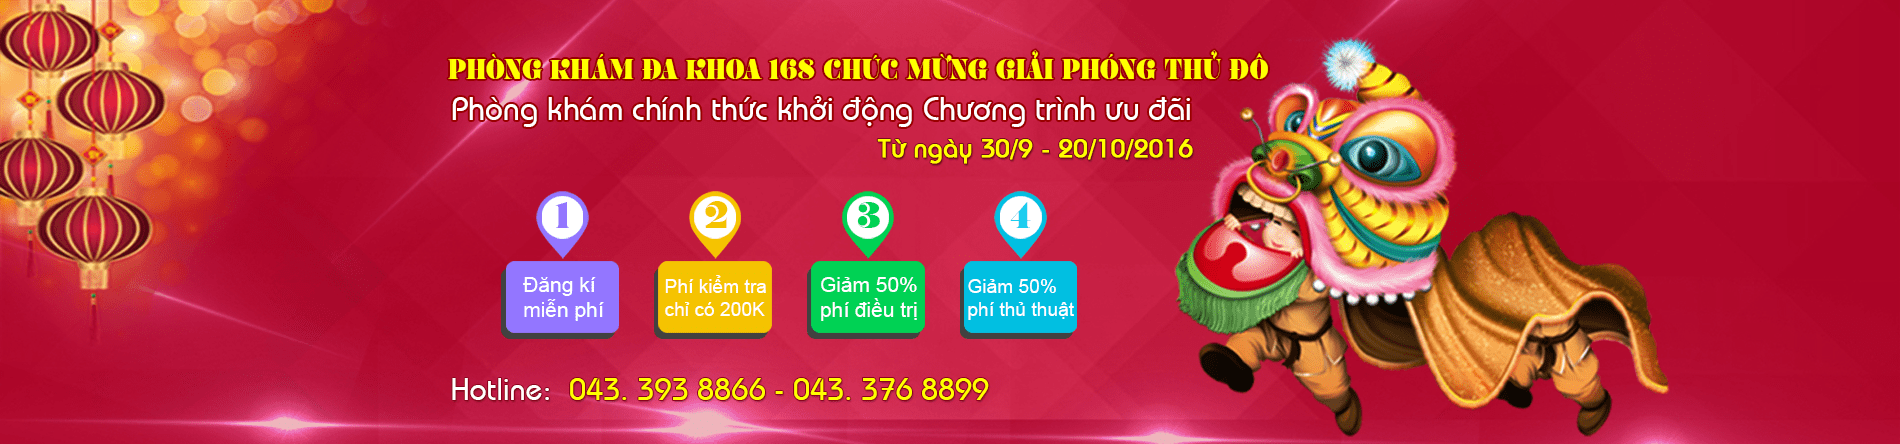 PHÒNG KHÁM ĐA KHOA 168 CHÚC MỪNG GIẢI PHÓNG THỦ ĐÔ
Phòng khám chính thức khởi động Chương trình ưu đãi
Từ ngày 30/9 - 20/10/2016
1
2
3
4
Đăng kí
miễn phí
Phí kiểm tra
chỉ có 200K
Giảm 50%
phí điều trị
Giảm 50%
phí thủ thuật
Hotline: 043. 393 8866 - 043. 376 8899